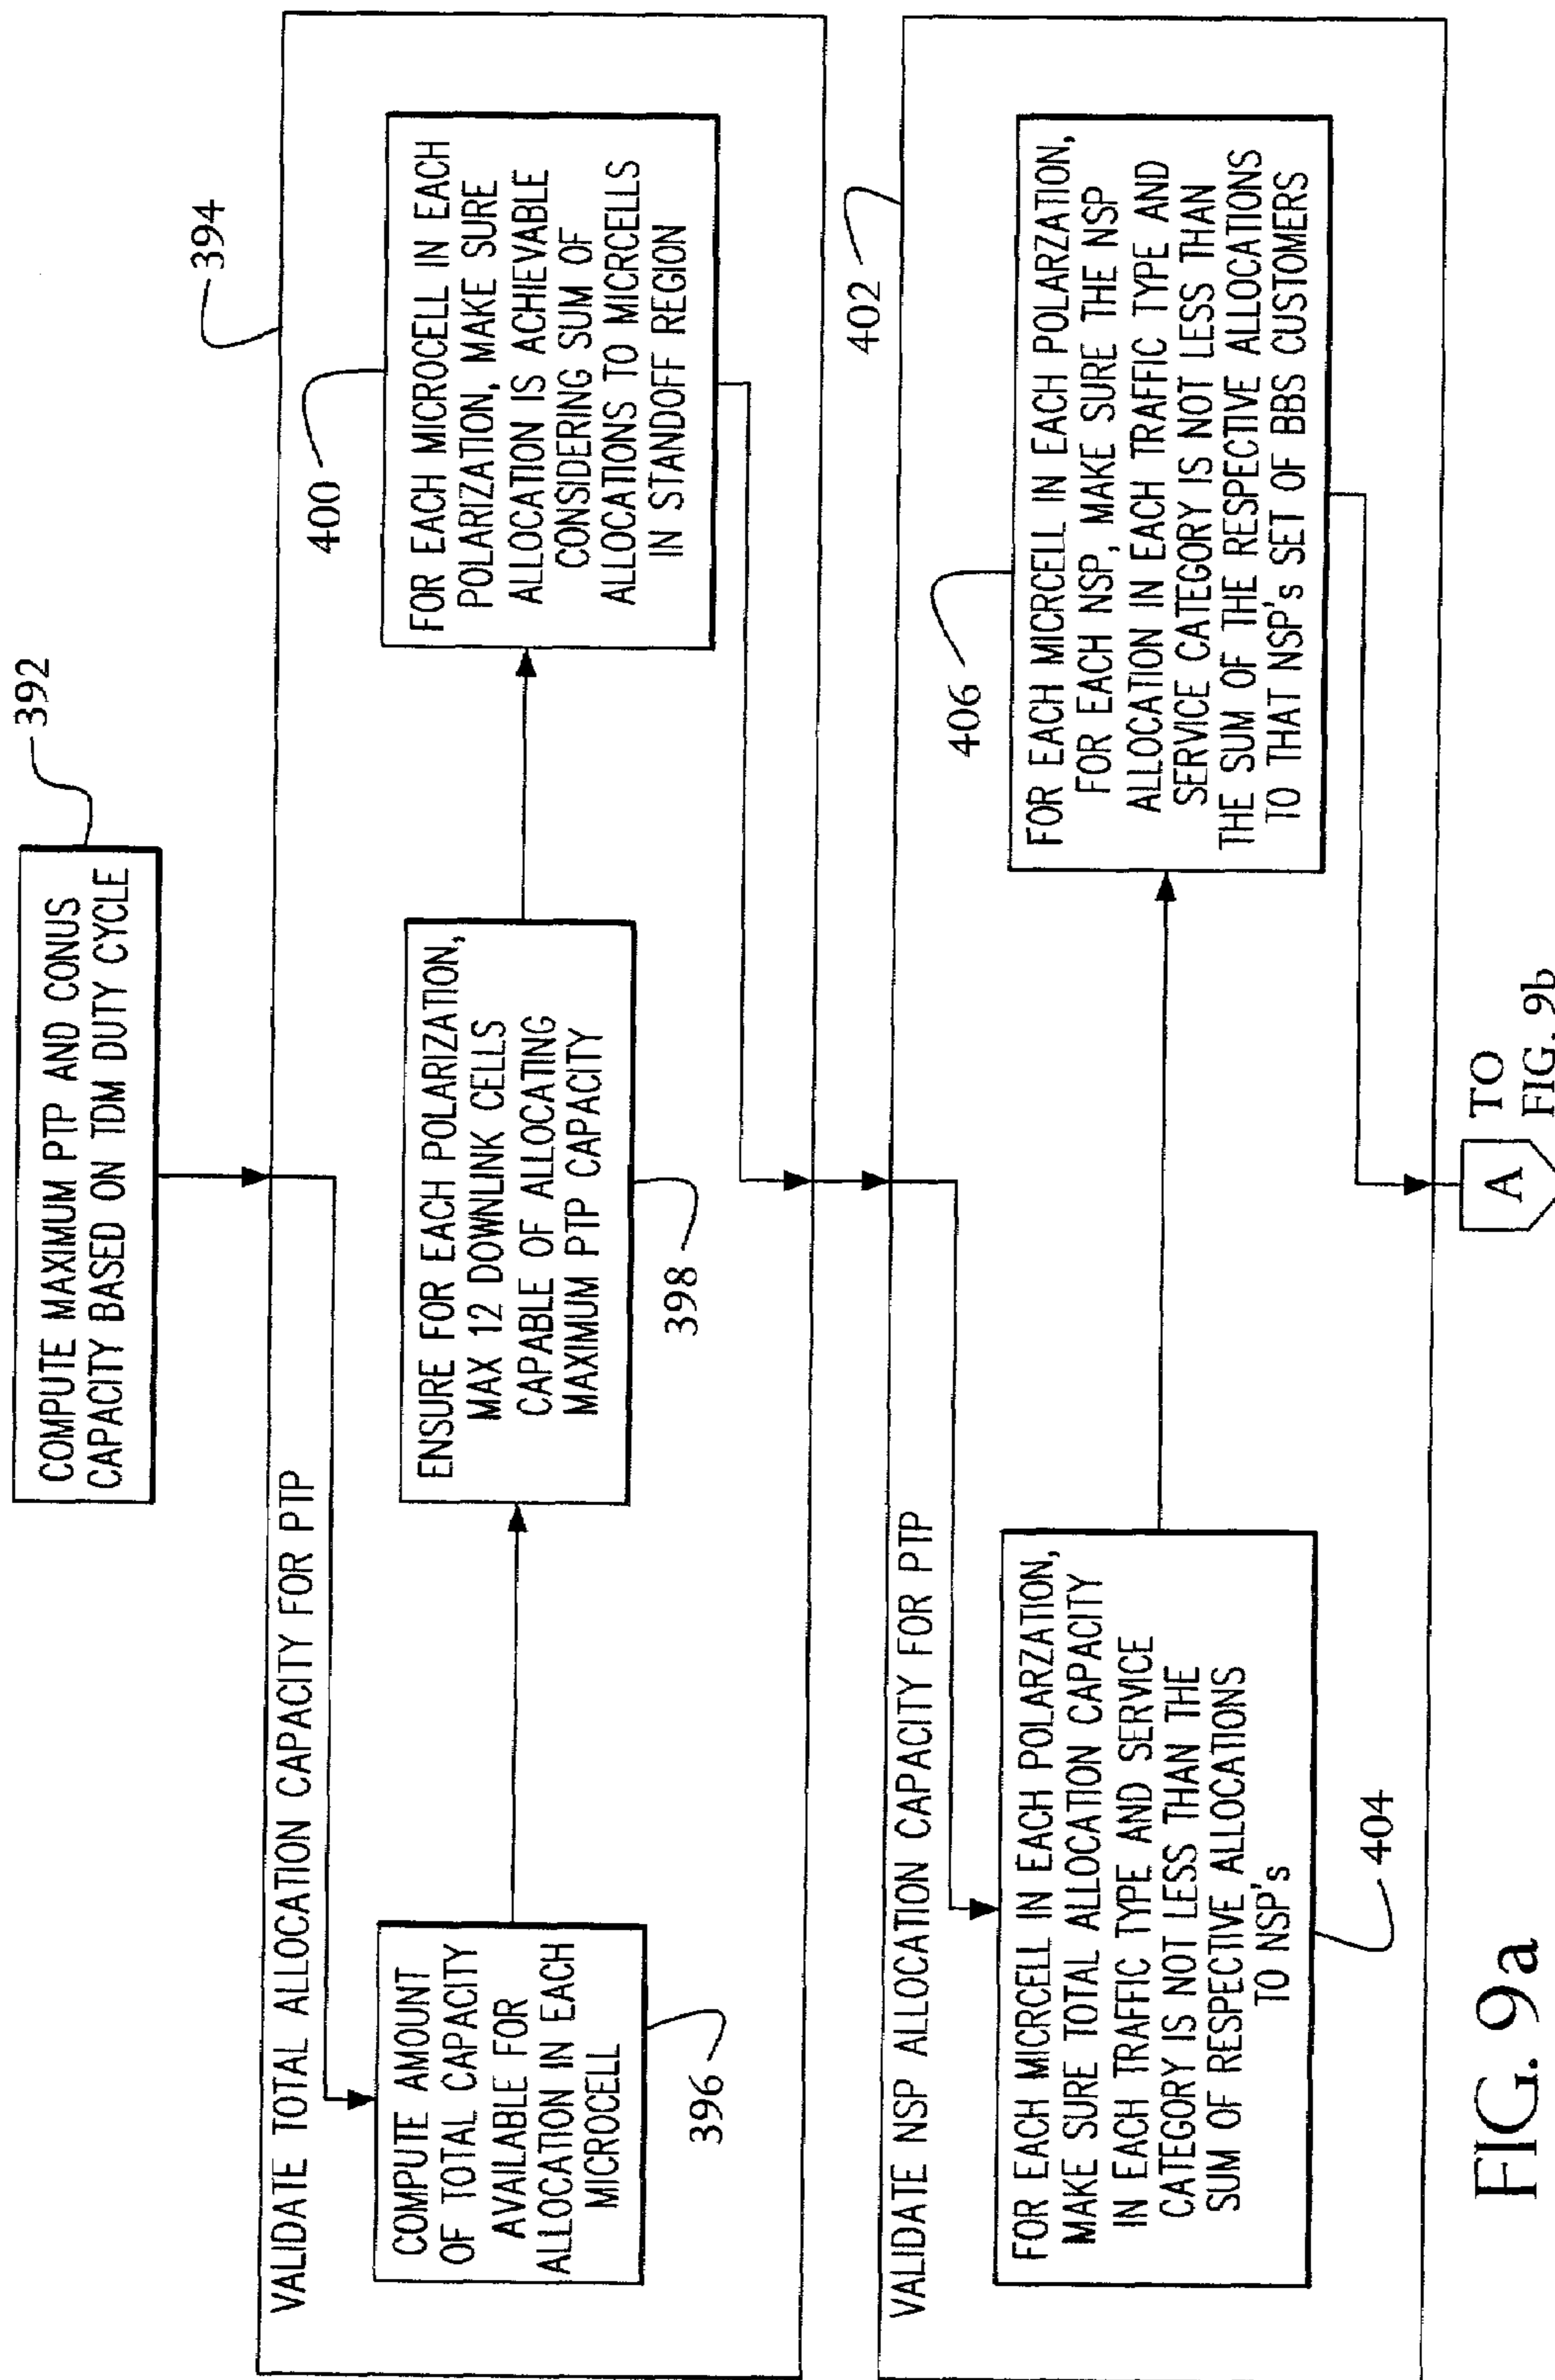 392
COMPUTE MAXIMUM PTP AND CONUS
CAPACITY BASED ON TDM DUTY CYCLE
394
VALIDATE TOTAL ALLOCATION CAPACITY FOR PTP
COMPUTE AMOUNT
OF TOTAL CAPACITY
AVAILABLE FOR
ALLOCATION IN EACH
MICROCELL
396
ENSURE FOR EACH POLARIZATION,
MAX 12 DOWNLINK CELLS
CAPABLE OF ALLOCATING
MAXIMUM PTP CAPACITY
398
400
FOR EACH MICROCELL IN EACH
POLARIZATION, MAKE SURE
ALLOCATION IS ACHIEVABLE
CONSIDERING SUM OF
ALLOCATIONS TO MICRCELLS
IN STANDOFF REGION
402
VALIDATE NSP ALLOCATION CAPACITY FOR PTP
FOR EACH MICRCELL IN EACH POLARZATION,
MAKE SURE TOTAL ALLOCATION CAPACITY
IN EACH TRAFFIC TYPE AND SERVICE
CATEGORY IS NOT LESS THAN THE
SUM OF RESPECTIVE ALLOCATIONS
TO NSP's
404
406
FOR EACH MICRCELL IN EACH POLARZATION,
FOR EACH NSP, MAKE SURE THE NSP
ALLOCATION IN EACH TRAFFIC TYPE AND
SERVICE CATEGORY IS NOT LESS THAN
THE SUM OF THE RESPECTIVE ALLOCATIONS
TO THAT NSP's SET OF BBS CUSTOMERS
A
TO
FIG. 9b
FIG. 9a